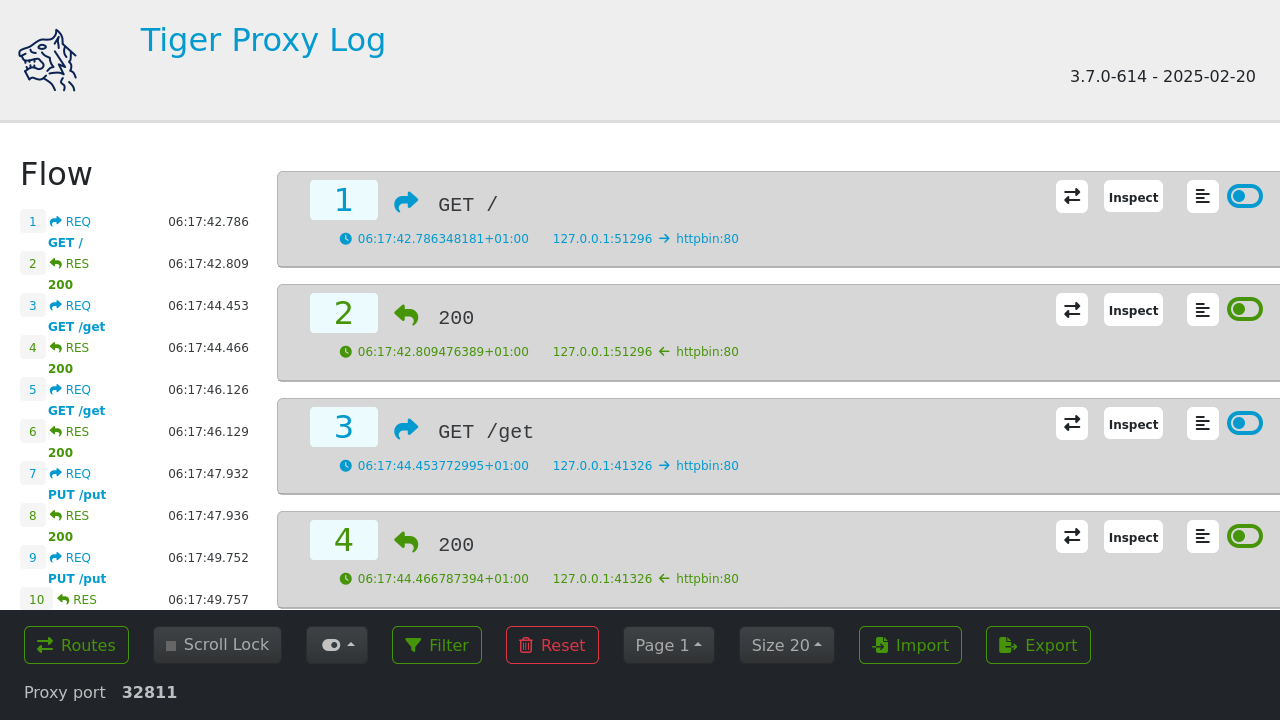 Tiger Proxy Log
3.7.0-614 - 2025-02-20
Flow
1 REQ 06:17:42.786
GET /
2 RES 06:17:42.809
200
3 REQ 06:17:44.453
GET /get
4 RES 06:17:44.466
200
5 REQ 06:17:46.126
GET /get
6 RES 06:17:46.129
200
7 REQ 06:17:47.932
PUT /put
8 RES 06:17:47.936
200
9 REQ 06:17:49.752
PUT /put
10 RES 06:17:49.757
1 GET / Inspect
06:17:42.786348181+01:00 127.0.0.1:51296 → httpbin:80
2 200 Inspect
06:17:42.809476389+01:00 127.0.0.1:51296 ← httpbin:80
3 GET /get Inspect
06:17:44.453772995+01:00 127.0.0.1:41326 → httpbin:80
4 200 Inspect
06:17:44.466787394+01:00 127.0.0.1:41326 ← httpbin:80
Routes Scroll Lock Filter Reset Page 1 Size 20 Import Export
Proxy port 32811